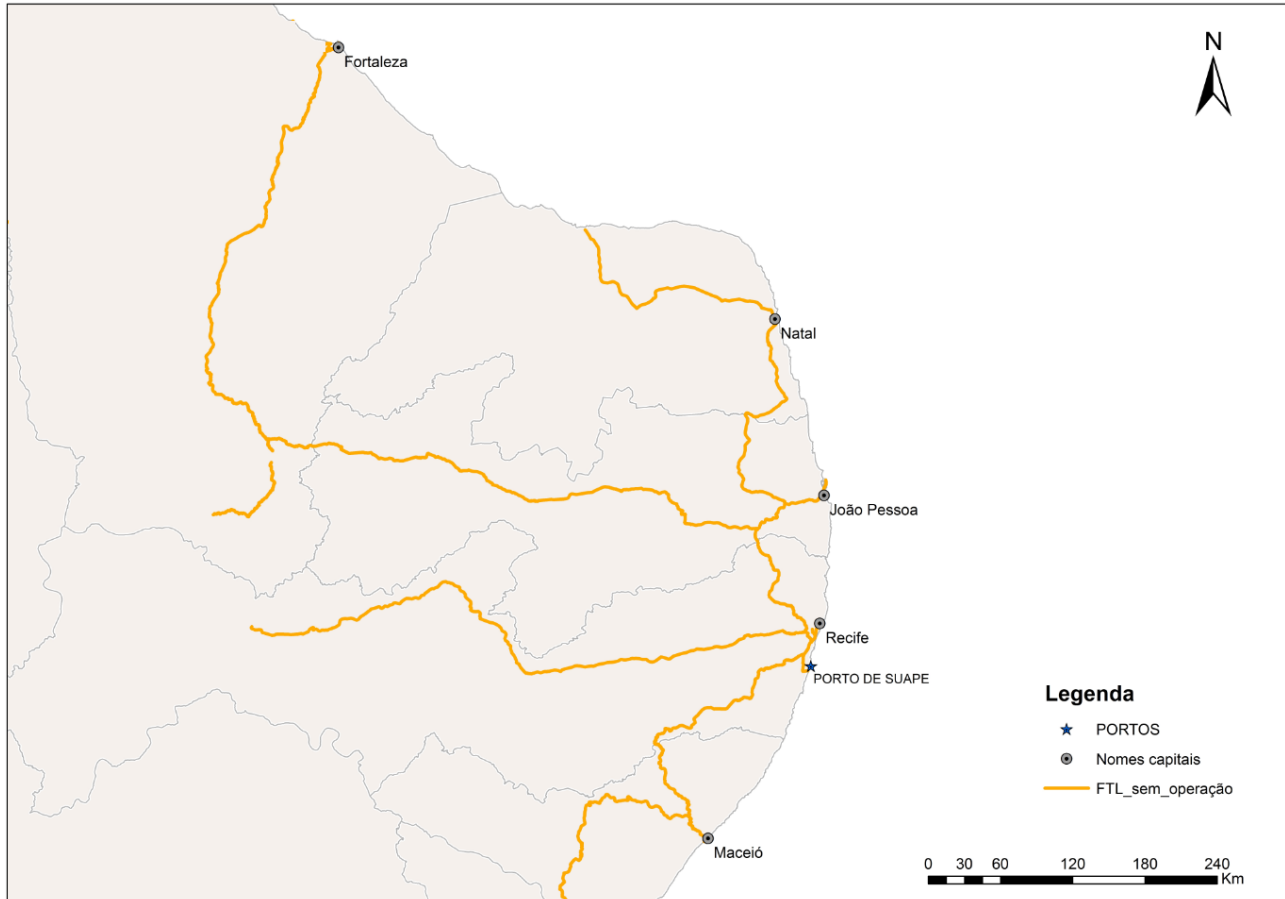 N
Fortaleza
Natal
João Pessoa
Recife
PORTO DE SUAPE
Maceió
Legenda
PORTOS
Nomes capitais
FTL_sem_operação
0 30 60 120 180 240
Km